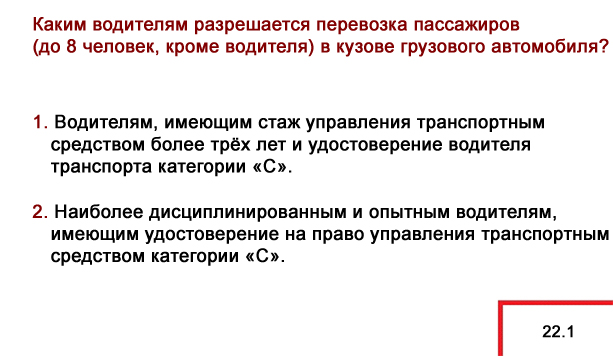 Каким водителям разрешается перевозка пассажиров
(до 8 человек, кроме водителя) в кузове грузового автомобиля?
1. Водителям, имеющим стаж управления транспортным
средством более трёх лет и удостоверение водителя
транспорта категории «С».
2. Наиболее дисциплинированным и опытным водителям,
имеющим удостоверение на право управления транспортным
средством категории «С».
22.1